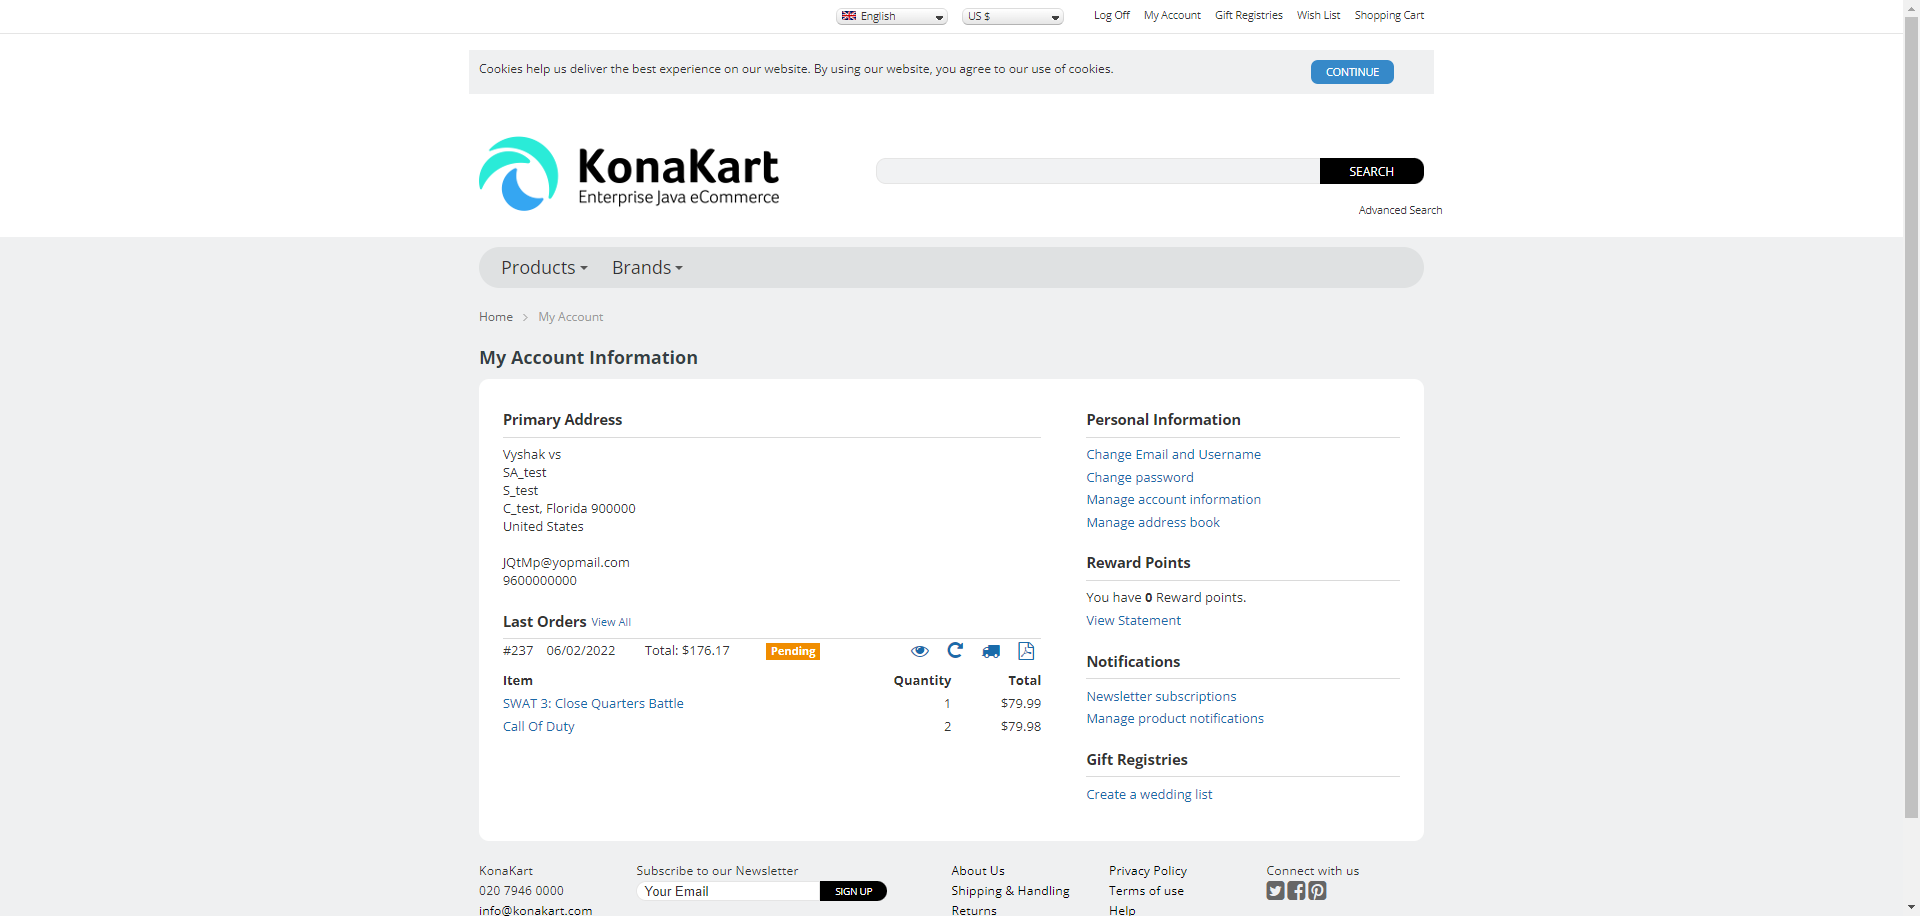 English
US $
Log Off My Account Gift Registries Wish List Shopping Cart
Cookies help us deliver the best experience on our website. By using our website, you agree to our use of cookies.
CONTINUE
KonaKart
Enterprise Java eCommerce
SEARCH
Advanced Search
Products Brands
Home > My Account
My Account Information
Primary Address
Vyshak vs
SA_test
S_test
C_test, Florida 900000
United States
JQtMp@yopmail.com
9600000000
Last Orders View All
#237 06/02/2022 Total: $176.17 Pending
Item Quantity Total
SWAT 3: Close Quarters Battle 1 $79.99
Call Of Duty 2 $79.98
Personal Information
Change Email and Username
Change password
Manage account information
Manage address book
Reward Points
You have 0 Reward points.
View Statement
Notifications
Newsletter subscriptions
Manage product notifications
Gift Registries
Create a wedding list
KonaKart
020 7946 0000
info@konakart.com
Subscribe to our Newsletter
Your Email SIGN UP
About Us
Shipping & Handling
Returns
Privacy Policy
Terms of use
Help
Connect with us